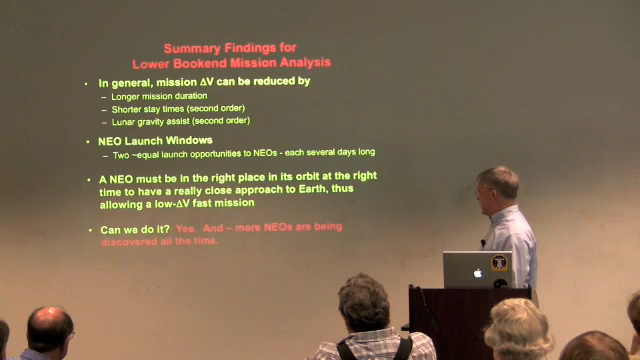 Summary Findings for
Lower Bookend Mission Analysis
• In general, mission ΔV can be reduced by
– Longer mission duration
– Shorter stay times (second order)
– Lunar gravity assist (second order)
• NEO Launch Windows
– Two ~equal launch opportunities to NEOs - each several days long
• A NEO must be in the right place in its orbit at the right
time to have a really close approach to Earth, thus
allowing a low-ΔV fast mission
• Can we do it? Yes. And – more NEOs are being
discovered all the time.